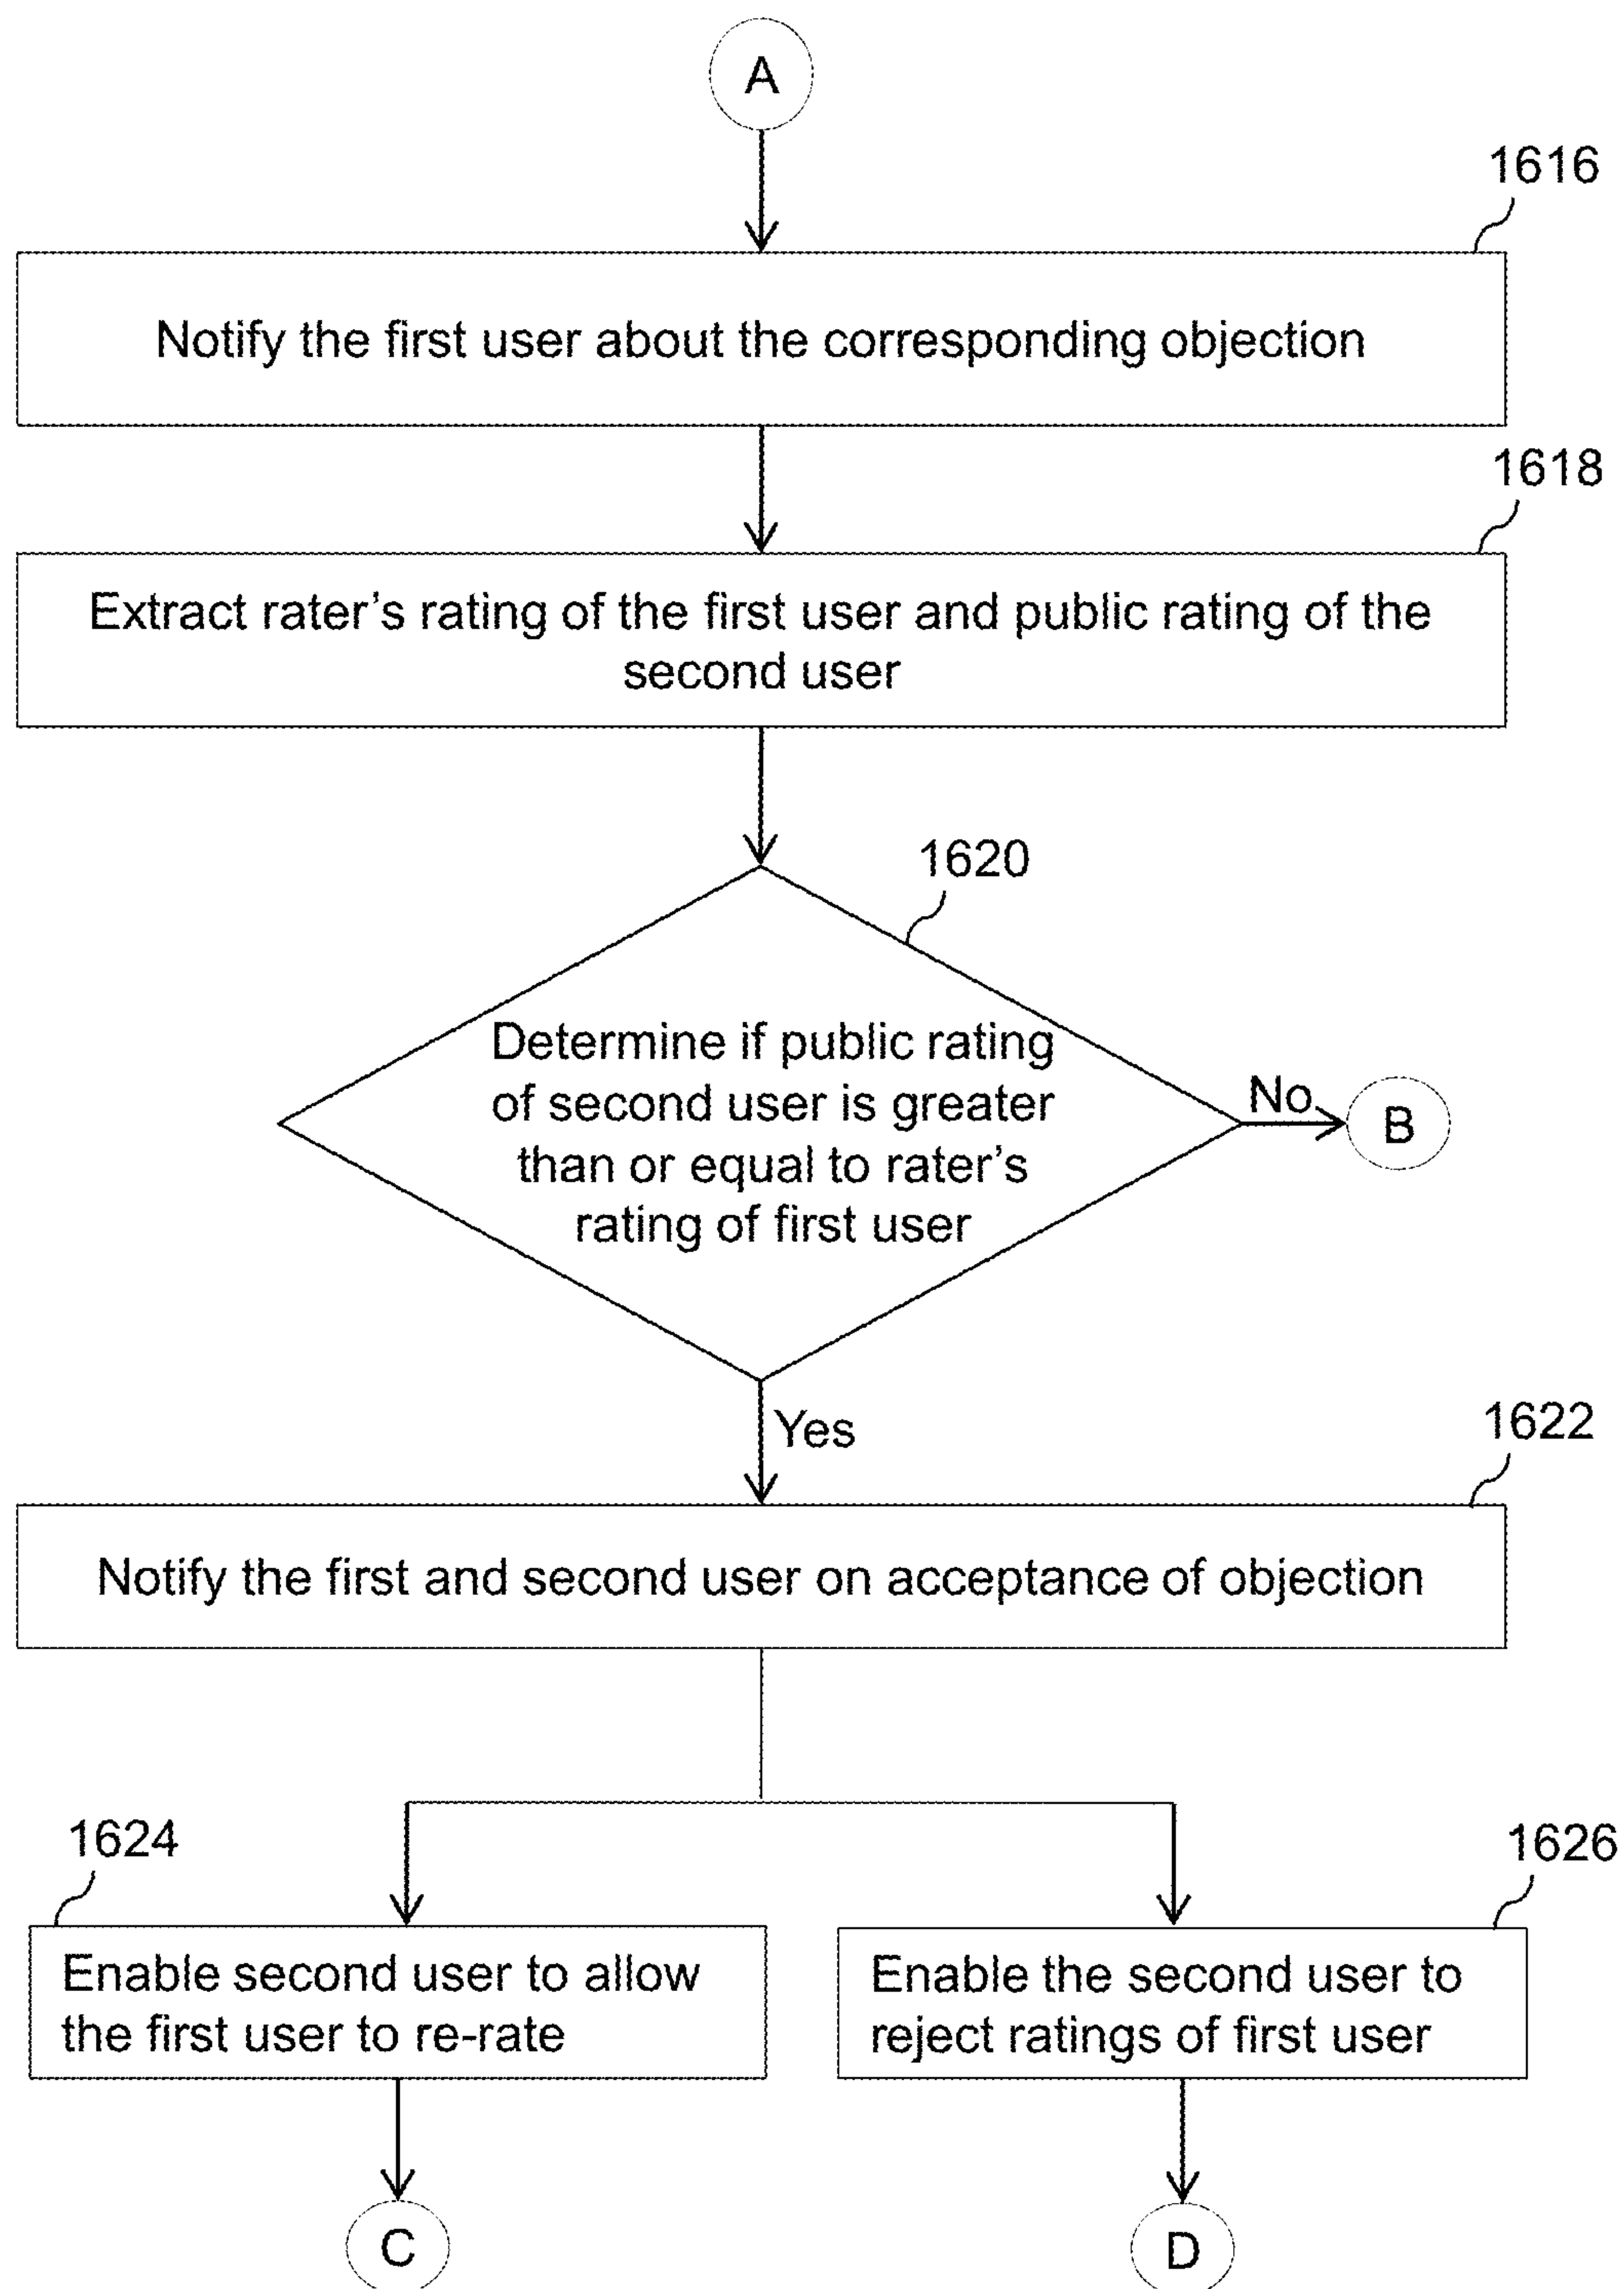 A
1616
Notify the first user about the corresponding objection
1618
Extract rater’s rating of the first user and public rating of the
second user
1620
Determine if public rating
of second user is greater
than or equal to rater’s
rating of first user
No
B
Yes
1622
Notify the first and second user on acceptance of objection
1624
1626
Enable second user to allow
the first user to re-rate
Enable the second user to
reject ratings of first user
C
D